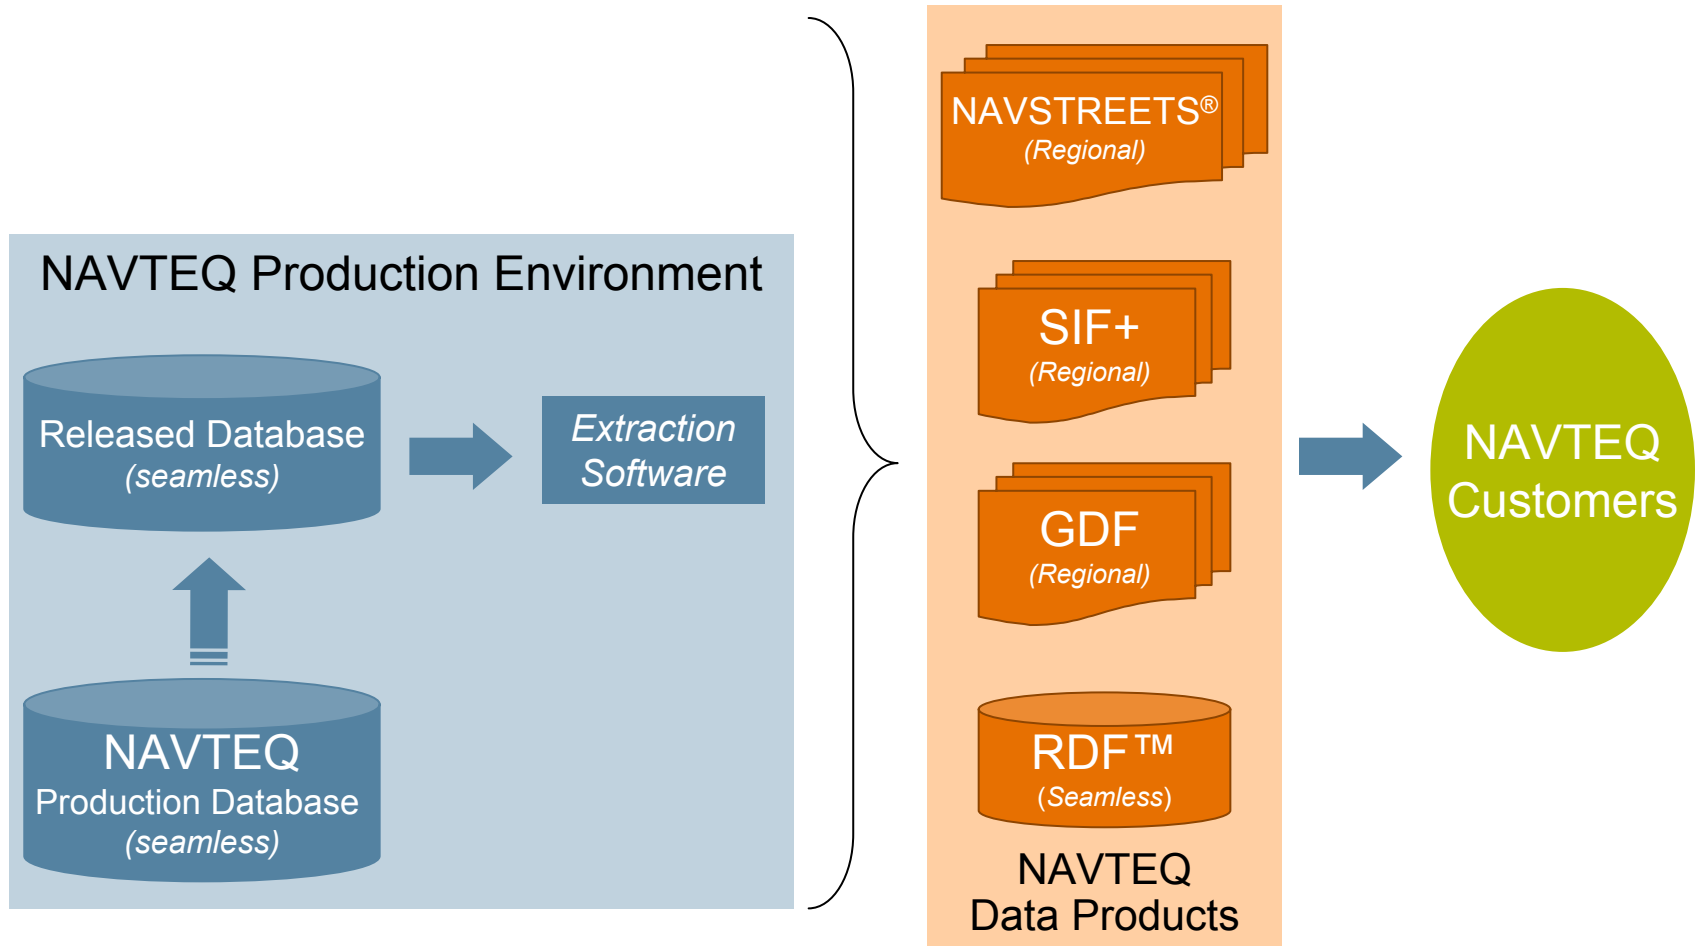 NAVTEQ Production Environment
Released Database
(seamless)
Extraction
Software
NAVTEQ
Production Database
(seamless)
NAVSTREETS®
(Regional)
SIF+
(Regional)
GDF
(Regional)
RDF™
(Seamless)
NAVTEQ
Data Products
NAVTEQ
Customers